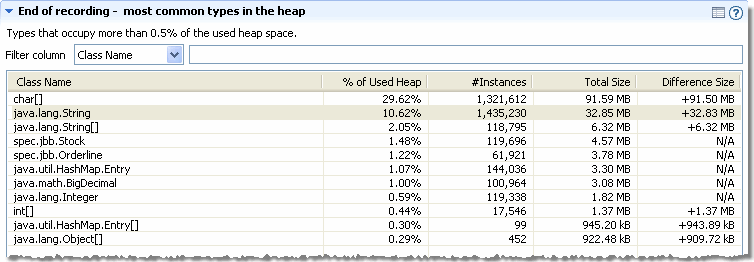 End of recording - most common types in the heap
Types that occupy more than 0.5% of the used heap space.
Filter column Class Name
Class Name % of Used Heap #Instances Total Size Difference Size
char[] 29.62% 1,321,612 91.59 MB +91.50 MB
java.lang.String 10.62% 1,435,230 32.85 MB +32.83 MB
java.lang.String[] 2.05% 118,795 6.32 MB +6.32 MB
spec.jbb.Stock 1.48% 119,696 4.57 MB N/A
spec.jbb.Orderline 1.22% 61,921 3.78 MB N/A
java.util.HashMap.Entry 1.07% 144,036 3.30 MB N/A
java.math.BigDecimal 1.00% 100,964 3.08 MB N/A
java.lang.Integer 0.59% 119,338 1.82 MB N/A
int[] 0.44% 17,546 1.37 MB +1.37 MB
java.util.HashMap.Entry[] 0.30% 99 945.20 kB +943.89 kB
java.lang.Object[] 0.29% 452 922.48 kB +909.72 kB